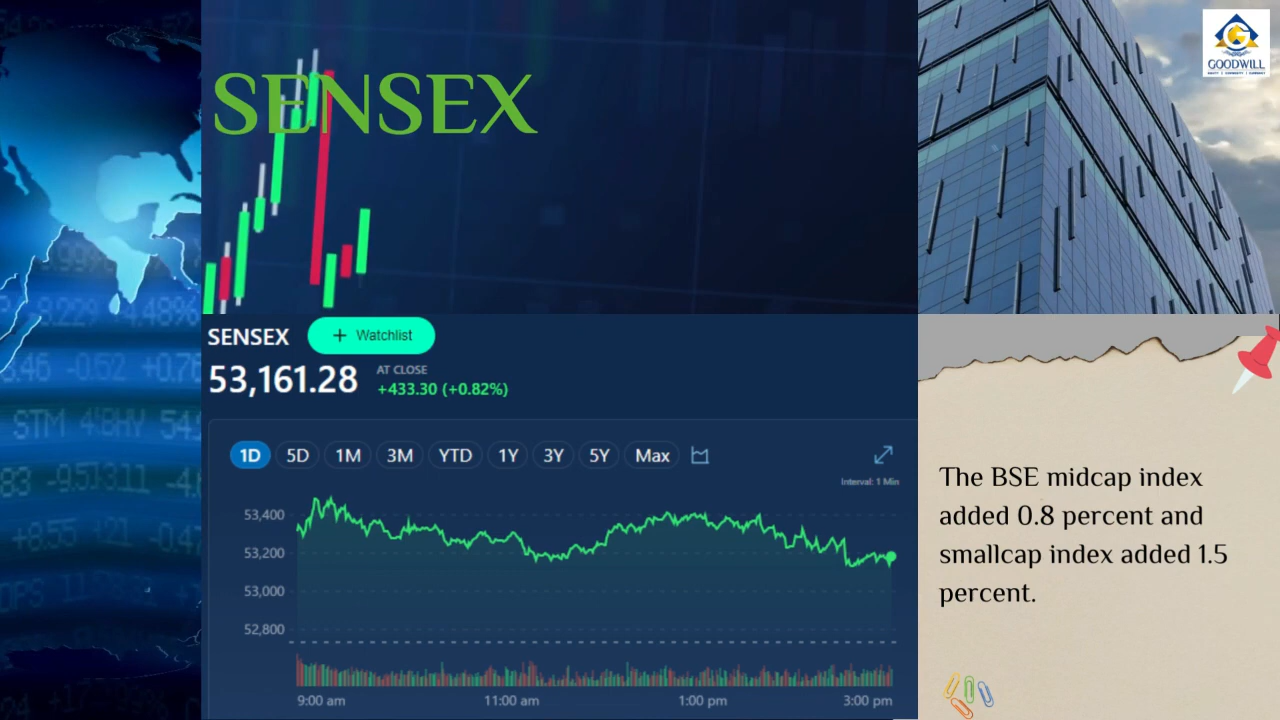 SENSEX
GOODWILL
SENSEX
+ Watchlist
53,161.28
AT CLOSE
+433.30 (+0.82%)
1D 5D 1M 3M YTD 1Y 3Y 5Y Max
Interval: 1 Min
53,400
53,200
53,000
52,800
9:00 am 11:00 am 1:00 pm 3:00 pm
The BSE midcap index
added 0.8 percent and
smallcap index added 1.5
percent.